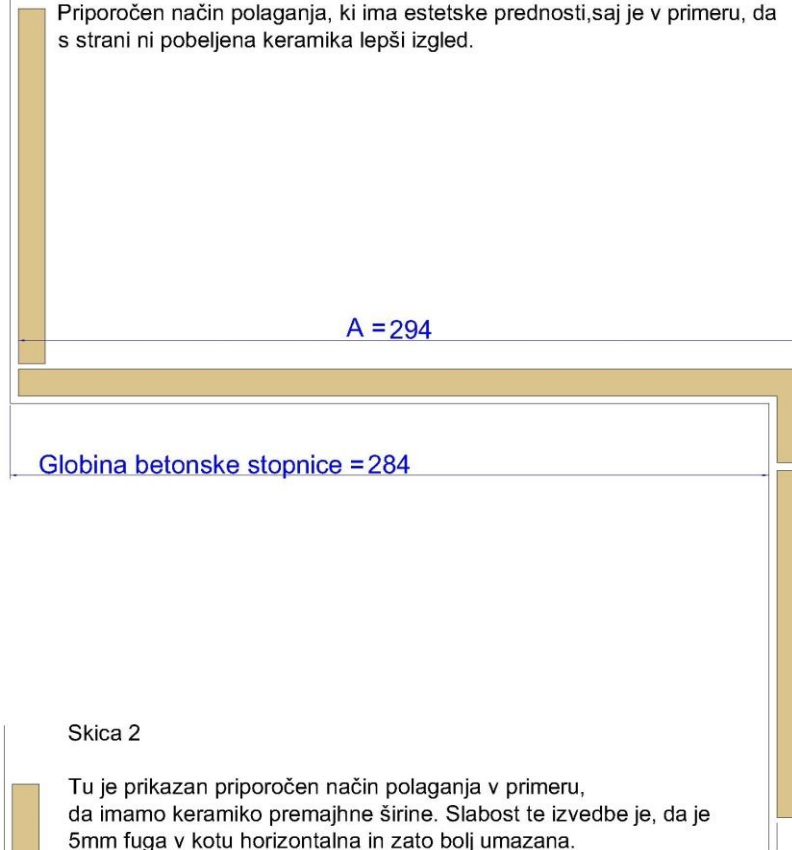 Priporočen način polaganja, ki ima estetske prednosti,saj je v primeru, da
s strani ni pobeljena keramika lepši izgled.
A =294
Globina betonske stopnice =284
Skica 2
Tu je prikazan priporočen način polaganja v primeru,
da imamo keramiko premajhne širine. Slabost te izvedbe je, da je
5mm fuga v kotu horizontalna in zato bolj umazana.